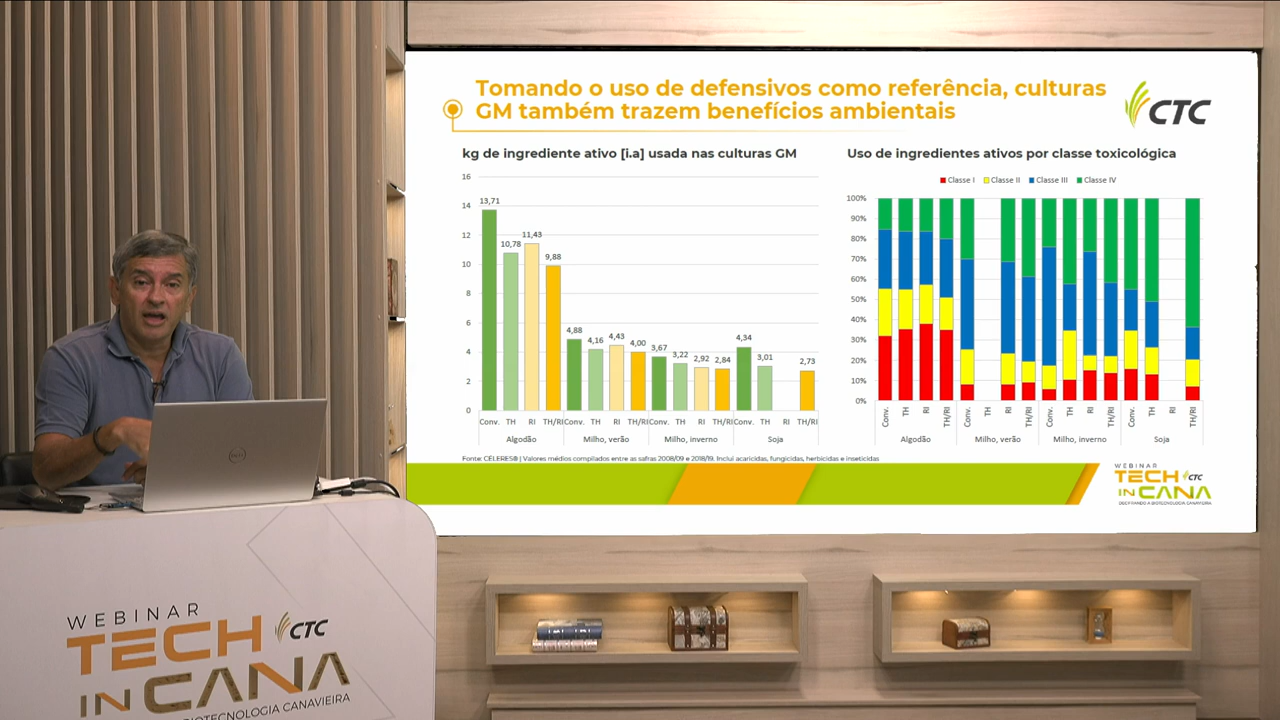 Tomando o uso de defensivos como referência, culturas
GM também trazem benefícios ambientais
CTC
kg de ingrediente ativo [i.a] usada nas culturas GM
16
14
12
10
8
6
4
2
0
13,71
10,78
11,43
9,88
4,88
4,16
4,43
4,00
3,67
3,22
2,92
2,84
4,34
3,01
2,73
Conv. TH RI TH/RI Conv. TH RI TH/RI Conv. TH RI TH/RI Conv. TH RI TH/RI
Algodão Milho, verão Milho, inverno Soja
Uso de ingredientes ativos por classe toxicológica
Classe I Classe II Classe III Classe IV
100%
90%
80%
70%
60%
50%
40%
30%
20%
10%
0%
Conv. TH RI TH/RI Conv. TH RI TH/RI Conv. TH RI TH/RI Conv. TH RI TH/RI
Algodão Milho, verão Milho, inverno Soja
Fonte: CÉLERES® | Valores médios compilados entre as safras 2008/09 e 2018/19. Inclui acaricidas, fungicidas, herbicidas e inseticidas
WEBINAR
TECH CTC
IN CANA
DECIFRANDO A BIOTECNOLOGIA CANAVIEIRA
DELL
WEBINAR
TECH CTC
IN CANA
BIOTECNOLOGIA CANAVIEIRA